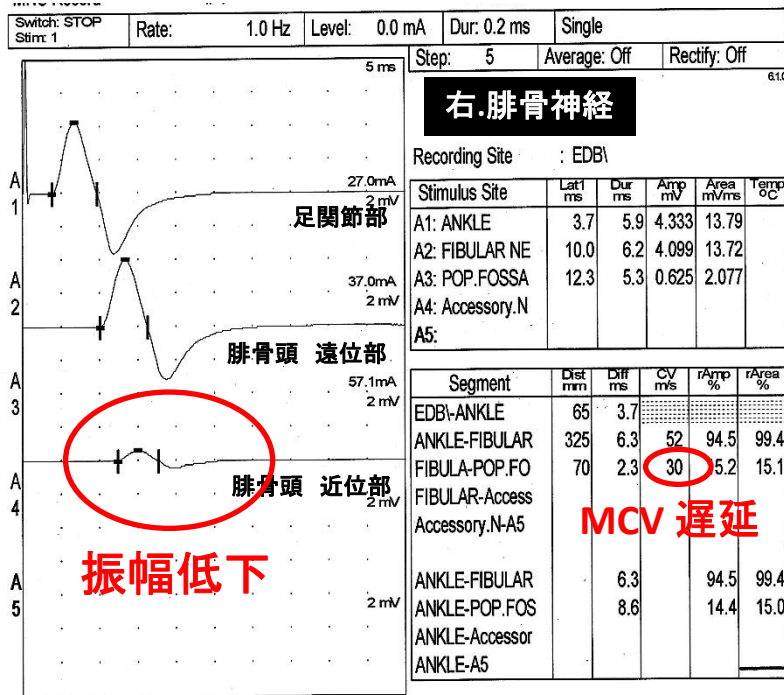 Switch: STOP
Stim: 1
Rate: 1.0 Hz
Level: 0.0 mA
Dur: 0.2 ms
Single
Step: 5
Average: Off
Rectify: Off
5 ms
右.腓骨神経
Recording Site : EDB\
A1
27.0mA
2 mV
足関節部
A2
37.0mA
2 mV
腓骨頭 遠位部
A3
57.1mA
2 mV
腓骨頭 近位部
A4
2 mV
振幅低下
A5
2 mV
Stimulus Site Lat1 ms Dur ms Amp mV Area mVms Temp °C
A1: ANKLE 3.7 5.9 4.333 13.79
A2: FIBULAR NE 10.0 6.2 4.099 13.72
A3: POP.FOSSA 12.3 5.3 0.625 2.077
A4: Accessory.N
A5:
Segment Dist mm Diff ms CV m/s rAmp % rArea %
EDB\-ANKLE 65 3.7
ANKLE-FIBULAR 325 6.3 52 94.5 99.4
FIBULA-POP.FO 70 2.3 30 5.2 15.1
FIBULAR-Access
Accessory.N-A5
MCV 遅延
ANKLE-FIBULAR 6.3 94.5 99.4
ANKLE-POP.FOS 8.6 14.4 15.0
ANKLE-Accessor
ANKLE-A5